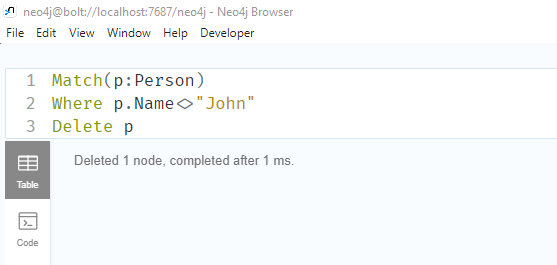 neo4j@bolt://localhost:7687/neo4j - Neo4j Browser
File Edit View Window Help Developer
1 Match(p:Person)
2 Where p.Name<>"John"
3 Delete p
Deleted 1 node, completed after 1 ms.
Table
Code